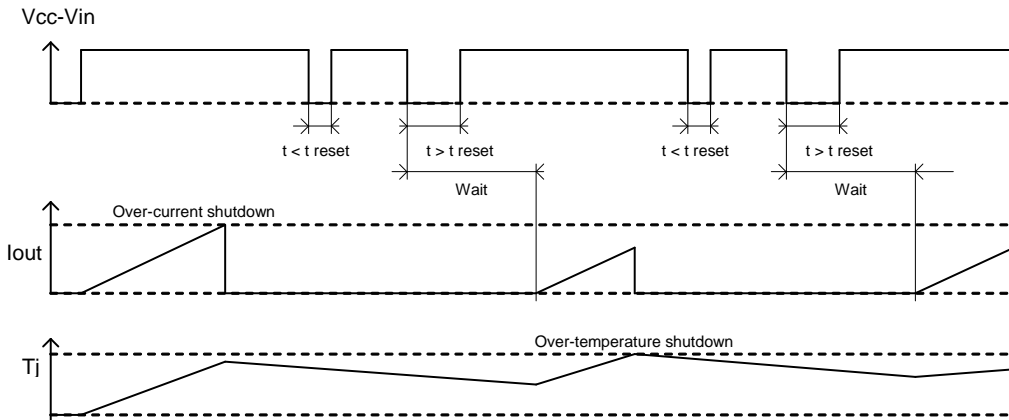 Vcc-Vin
t < t reset
t > t reset
t < t reset
t > t reset
Wait
Wait
Over-current shutdown
Iout
Over-temperature shutdown
Tj